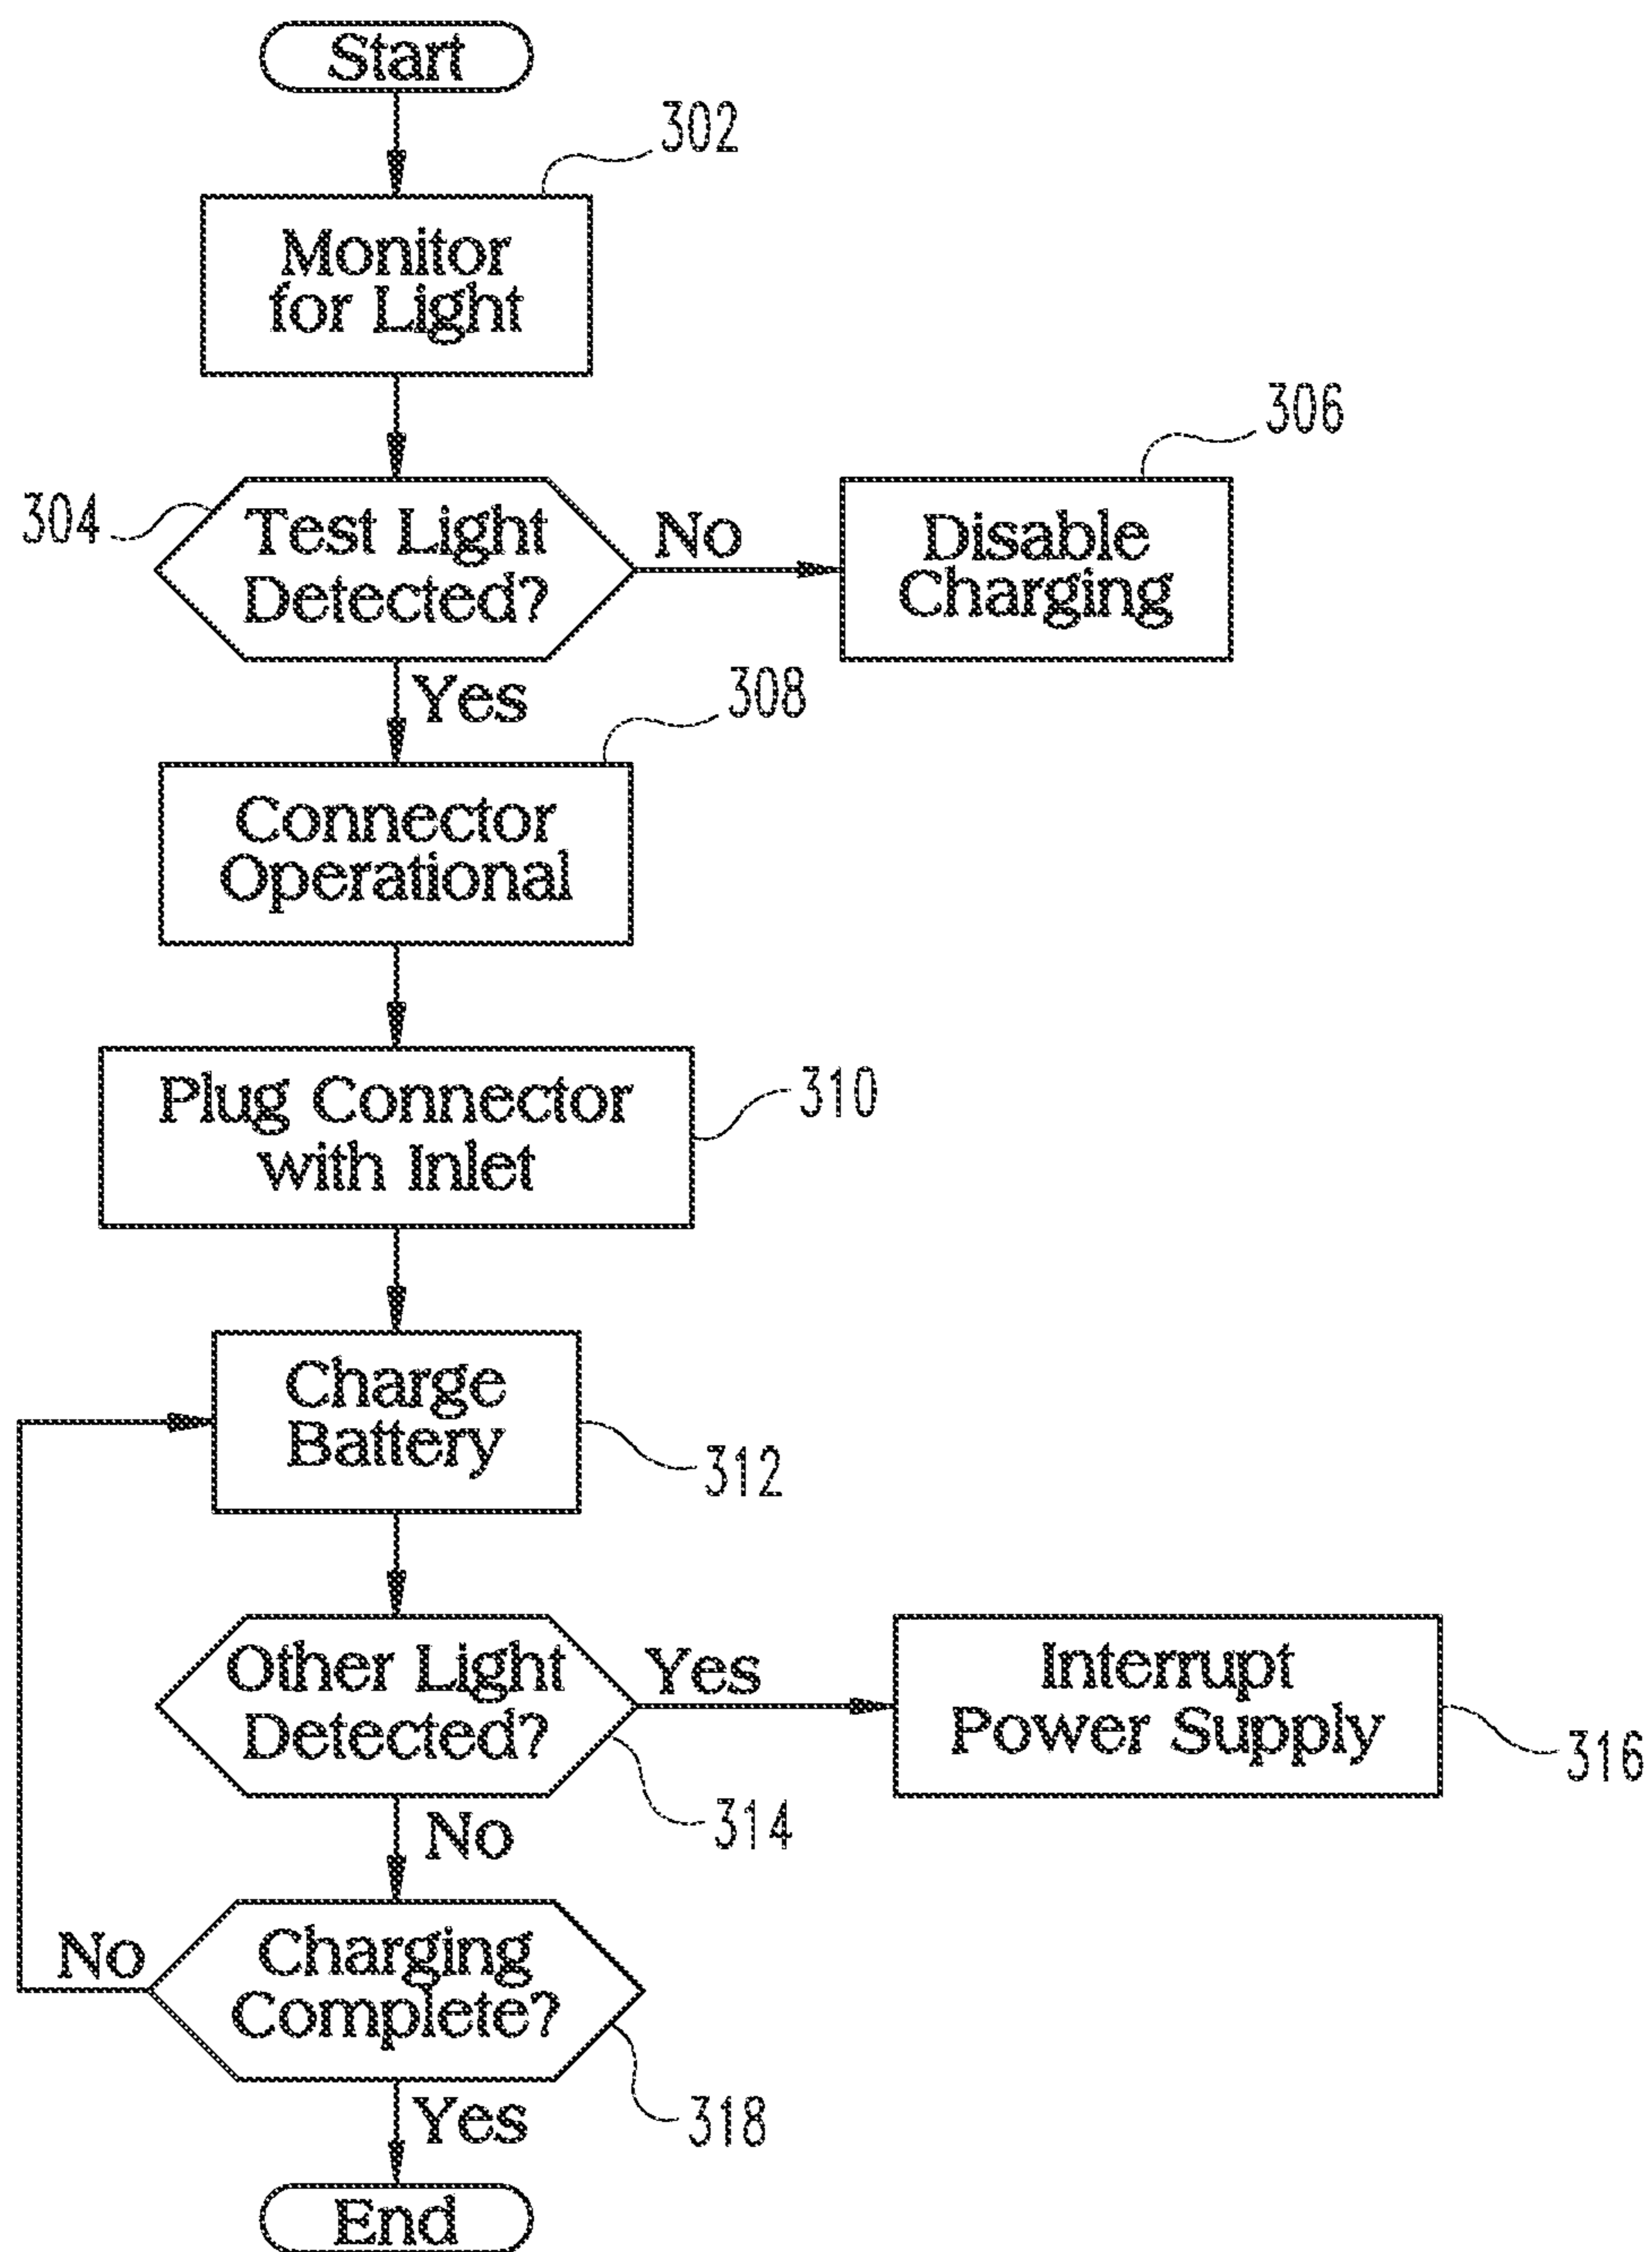 Start
302
Monitor
for Light
306
304
Test Light
Detected?
No
Disable
Charging
Yes
308
Connector
Operational
Plug Connector
with Inlet
310
Charge
Battery
312
Other Light
Detected?
Yes
Interrupt
Power Supply
316
314
No
No
Charging
Complete?
318
Yes
End